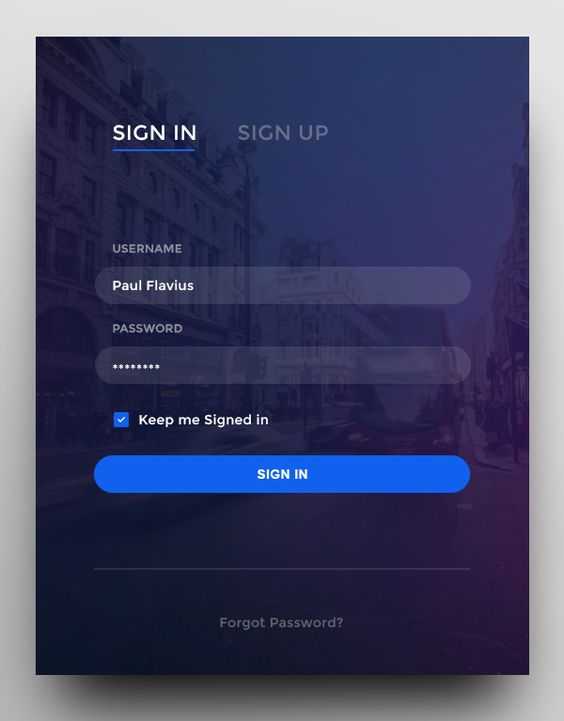 SIGN IN SIGN UP
USERNAME
Paul Flavius
PASSWORD
********
Keep me Signed in
SIGN IN
Forgot Password?